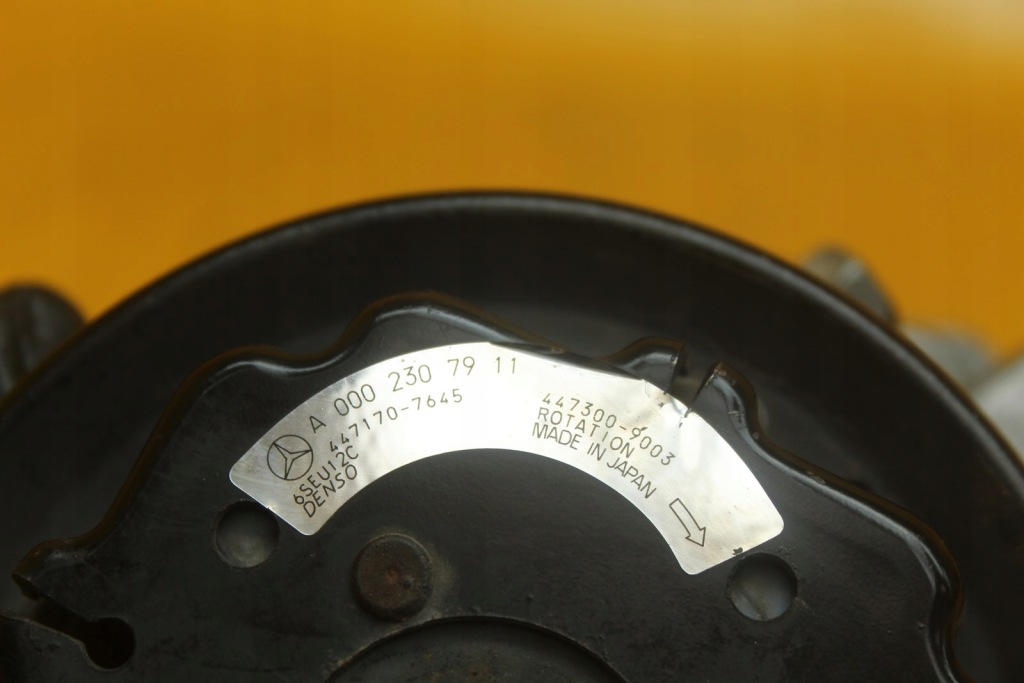 A 000 230 79 11
447170-7645
6SEU12C
DENSO
447300-9003
ROTATION
MADE IN JAPAN